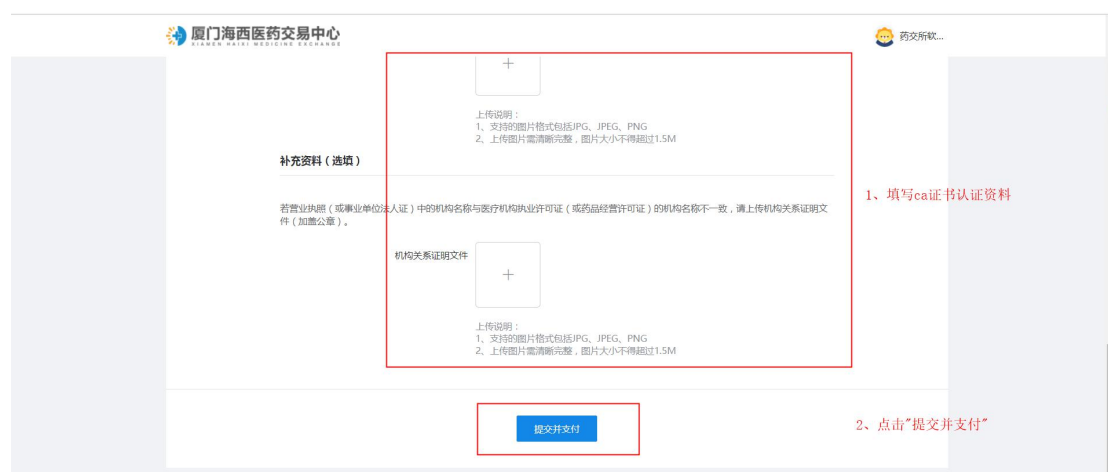 厦门海西医药交易中心
XIAMEN HAIXI MEDICINE EXCHANGE
药交所软...
上传说明：
1、支持的图片格式包括JPG、JPEG、PNG
2、上传图片需清晰完整，图片大小不得超过1.5M
补充资料（选填）
1、填写ca证书认证资料
若营业执照（或事业单位法人证）中的机构名称与医疗机构执业许可证（或药品经营许可证）的机构名称不一致，请上传机构关系证明文
件（加盖公章）。
机构关系证明文件
上传说明：
1、支持的图片格式包括JPG、JPEG、PNG
2、上传图片需清晰完整，图片大小不得超过1.5M
提交并支付
2、点击"提交并支付"